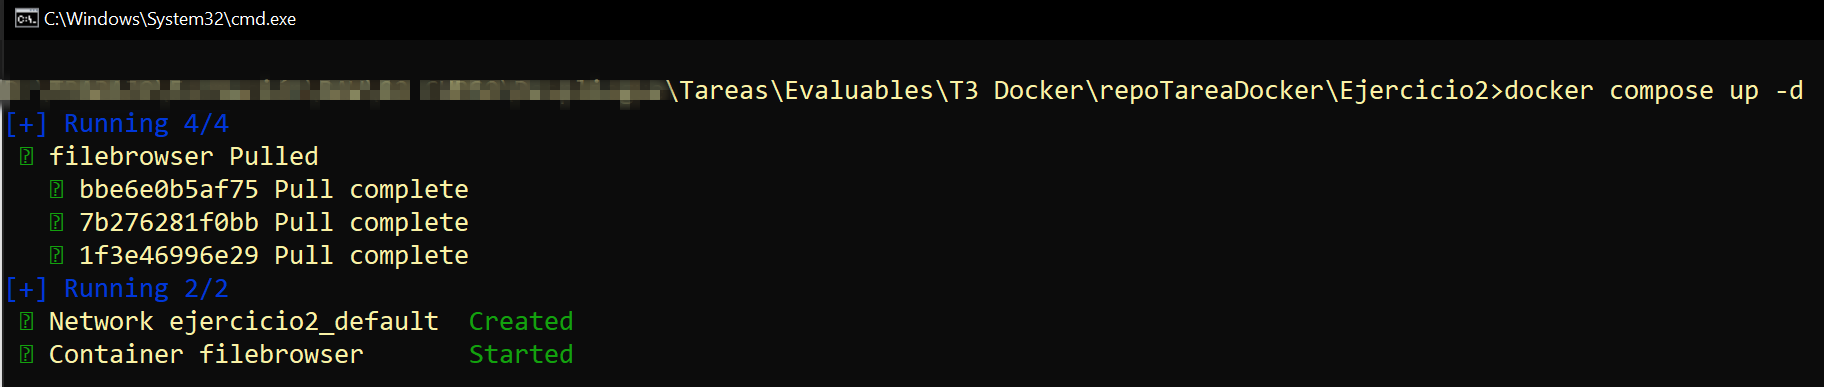 C:\Windows\System32\cmd.exe
\Tareas\Evaluables\T3 Docker\repoTareaDocker\Ejercicio2>docker compose up -d
[+] Running 4/4
filebrowser Pulled
bbe6e0b5af75 Pull complete
7b276281f0bb Pull complete
1f3e46996e29 Pull complete
[+] Running 2/2
Network ejercicio2_default Created
Container filebrowser Started